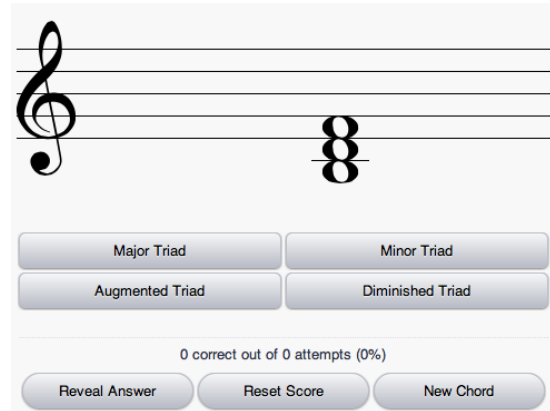 Major Triad
Minor Triad
Augmented Triad
Diminished Triad
0 correct out of 0 attempts (0%)
Reveal Answer
Reset Score
New Chord